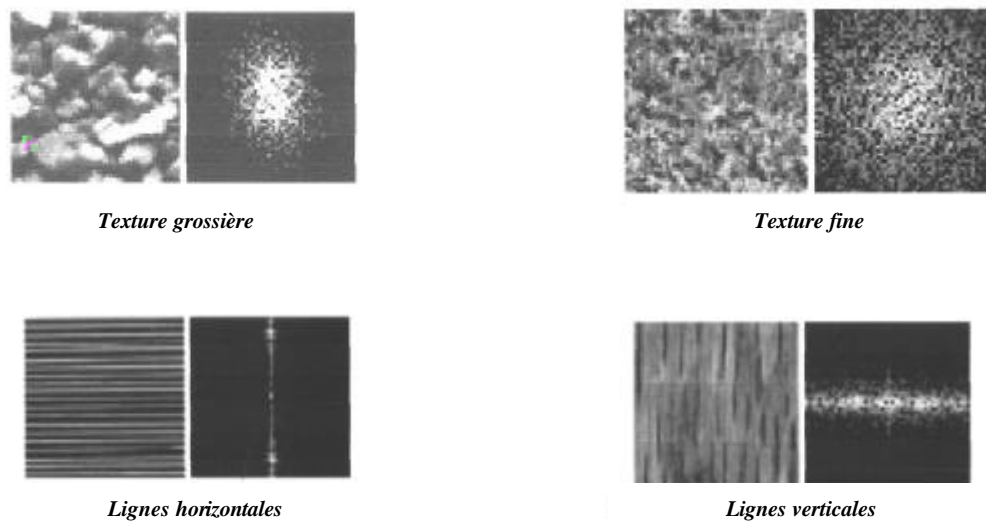 Texture grossière
Texture fine
Lignes horizontales
Lignes verticales